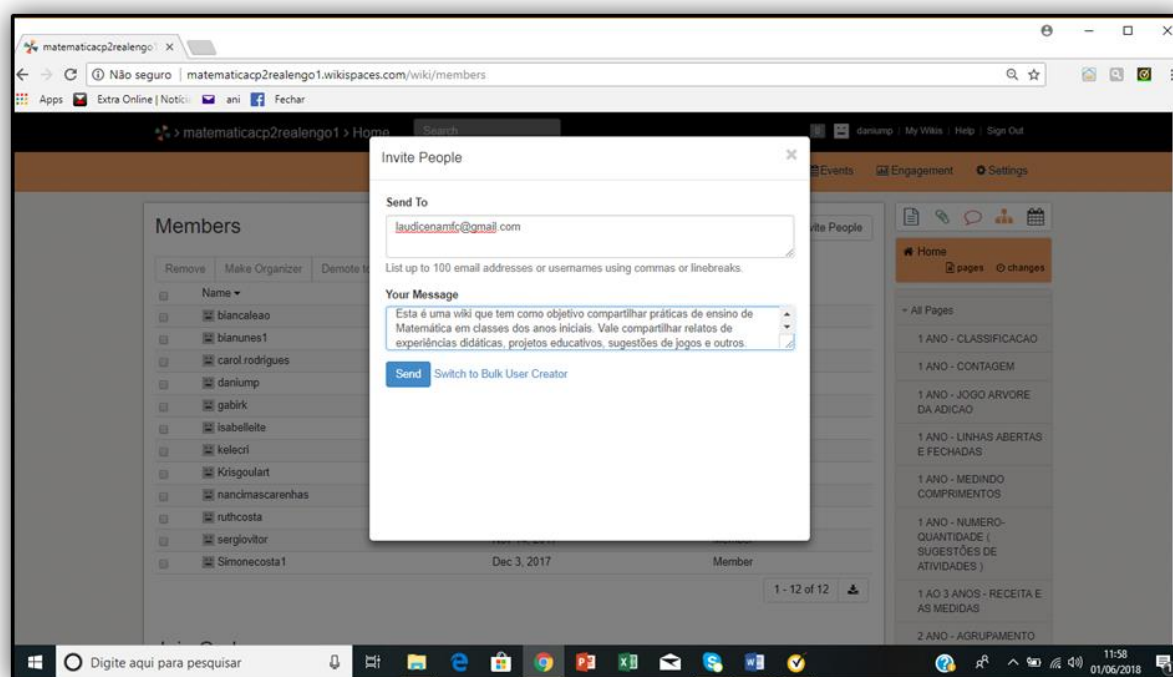 matematicacp2realengo1
Não seguro | matematicacp2realengo1.wikispaces.com/wiki/members
Apps Extra Online | Notíci ani Fechar
> matematicacp2realengo1 > Home Search daniump | My Wikis | Help | Sign Out
Events Engagement Settings
Invite People
Send To
laudicenamfc@gmail.com
List up to 100 email addresses or usernames using commas or linebreaks.
Your Message
Esta é uma wiki que tem como objetivo compartilhar práticas de ensino de
Matemática em classes dos anos iniciais. Vale compartilhar relatos de
experiências didáticas, projetos educativos, sugestões de jogos e outros.
Send Switch to Bulk User Creator
Members
vite People
Remove Make Organizer Demote to
Name
biancaleao
bianunes1
carol rodrigues
daniump
gabirk
isabelleite
kelecri
Krisgoulart
nancimascarenhas
ruthcosta
sergiovitor
Simonecosta1 Dec 3, 2017 Member
1 - 12 of 12
Home
pages changes
All Pages
1 ANO - CLASSIFICACAO
1 ANO - CONTAGEM
1 ANO - JOGO ARVORE
DA ADICAO
1 ANO - LINHAS ABERTAS
E FECHADAS
1 ANO - MEDINDO
COMPRIMENTOS
1 ANO - NUMERO-
QUANTIDADE (
SUGESTÕES DE
ATIVIDADES )
1 AO 3 ANOS - RECEITA E
AS MEDIDAS
2 ANO - AGRUPAMENTO
Digite aqui para pesquisar
11:58
01/06/2018